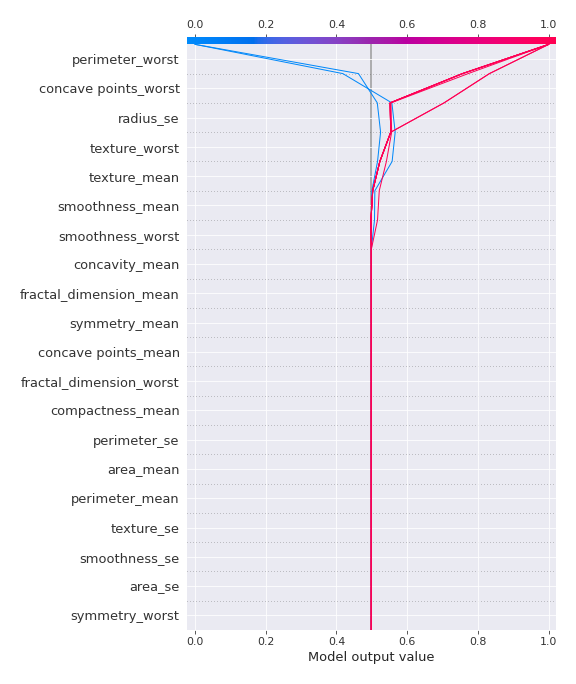 0.0 0.2 0.4 0.6 0.8 1.0
perimeter_worst
concave points_worst
radius_se
texture_worst
texture_mean
smoothness_mean
smoothness_worst
concavity_mean
fractal_dimension_mean
symmetry_mean
concave points_mean
fractal_dimension_worst
compactness_mean
perimeter_se
area_mean
perimeter_mean
texture_se
smoothness_se
area_se
symmetry_worst
0.0 0.2 0.4 0.6 0.8 1.0
Model output value